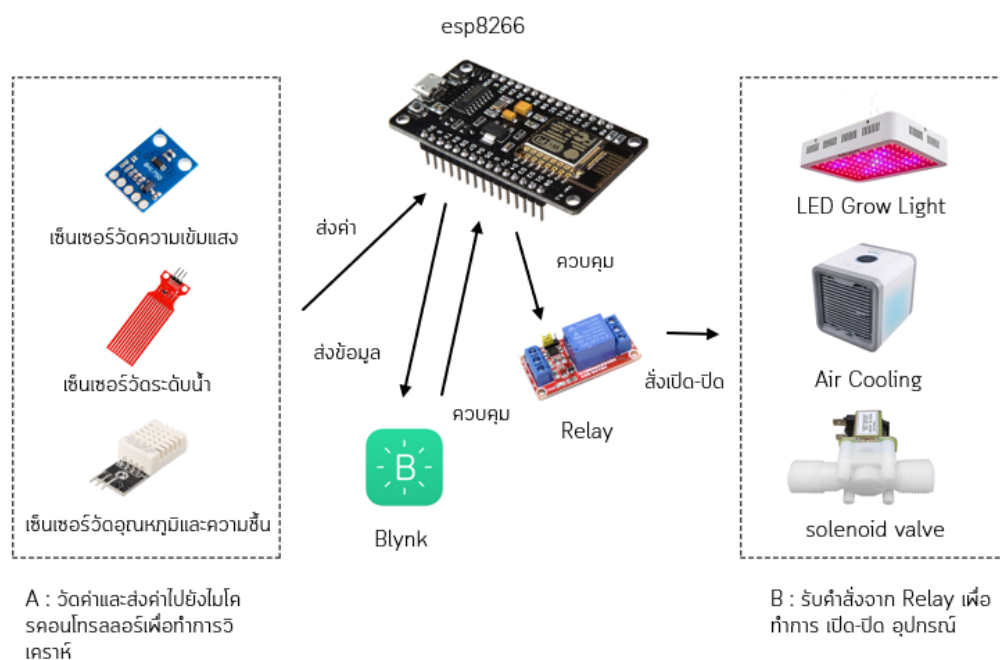 esp8266
เซ็นเซอร์วัดความเข้มแสง
เซ็นเซอร์วัดระดับน้ำ
เซ็นเซอร์วัดอุณหภูมิและความชื้น
A : วัดค่าและส่งค่าไปยังไมโค
รคอนโทรลลอร์เพื่อทำการวิ
เคราห์
ส่งค่า
ส่งข้อมูล
ควบคุม
B
Blynk
ควบคุม
Relay
สั่งเปิด-ปิด
LED Grow Light
Air Cooling
solenoid valve
B : รับคำสั่งจาก Relay เพื่อ
ทำการ เปิด-ปิด อุปกรณ์